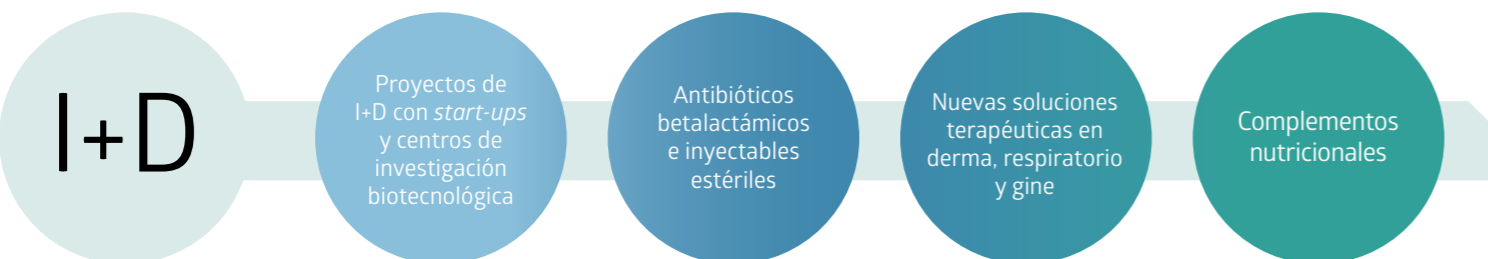 I+D
Proyectos de
I+D con start-ups
y centros de
investigación
biotecnológica
Antibióticos
betalactámicos
e inyectables
estériles
Nuevas soluciones
terapéuticas en
derma, respiratorio
y gine
Complementos
nutricionales